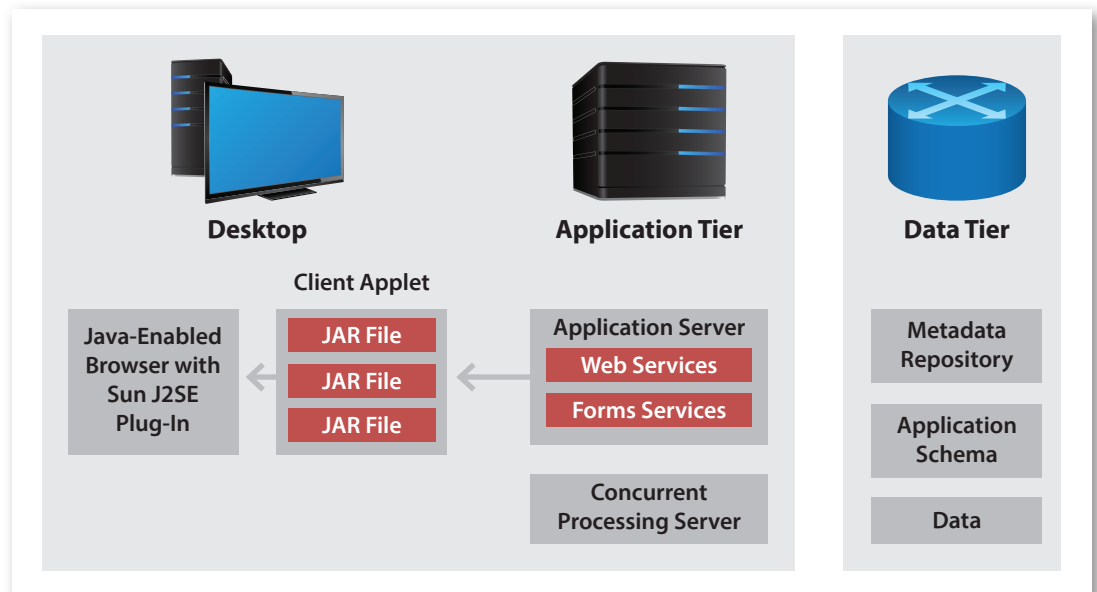 Desktop
Application Tier
Data Tier
Client Applet
Java-Enabled
Browser with
Sun J2SE
Plug-In
JAR File
JAR File
JAR File
Application Server
Web Services
Forms Services
Concurrent
Processing Server
Metadata
Repository
Application
Schema
Data